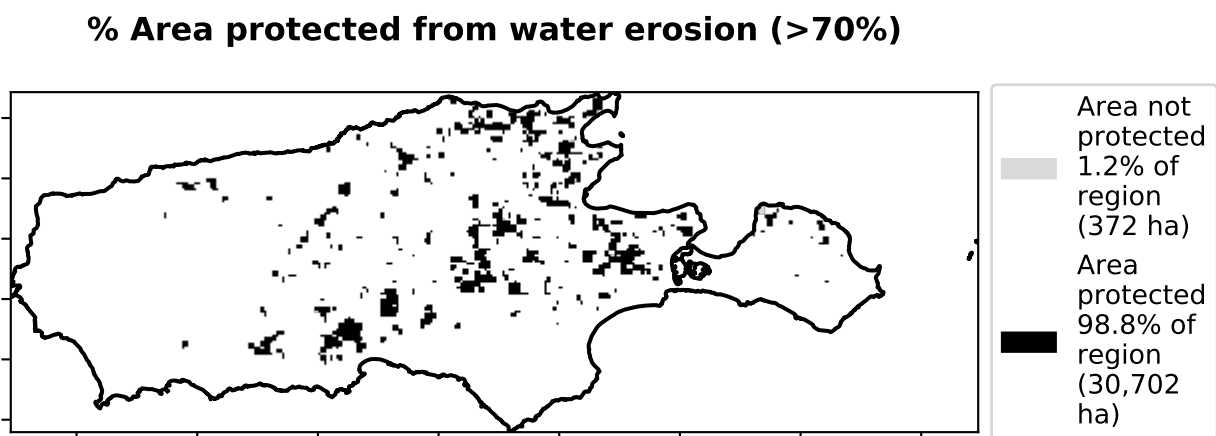 % Area protected from water erosion (>70%)
Area not
protected
1.2% of
region
(372 ha)
Area
protected
98.8% of
region
(30,702
ha)